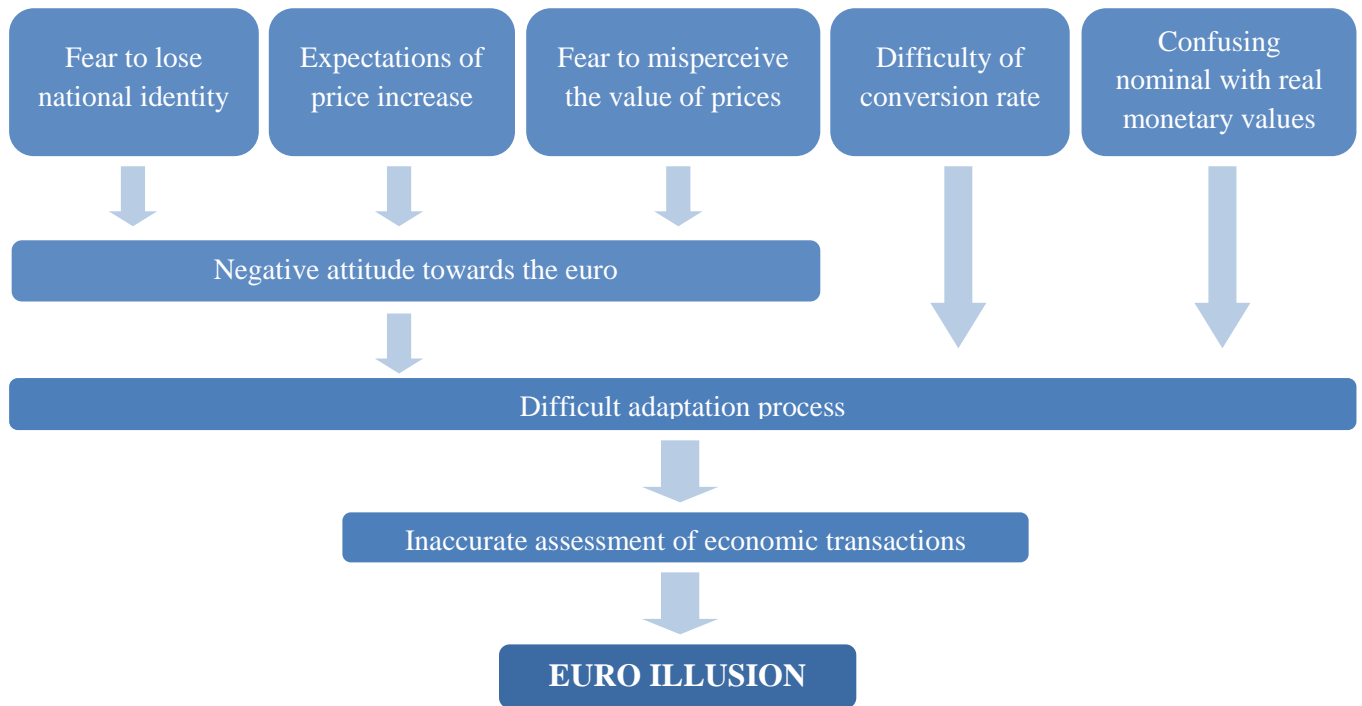 Fear to lose
national identity
Expectations of
price increase
Fear to misperceive
the value of prices
Difficulty of
conversion rate
Confusing
nominal with real
monetary values
Negative attitude towards the euro
Difficult adaptation process
Inaccurate assessment of economic transactions
EURO ILLUSION